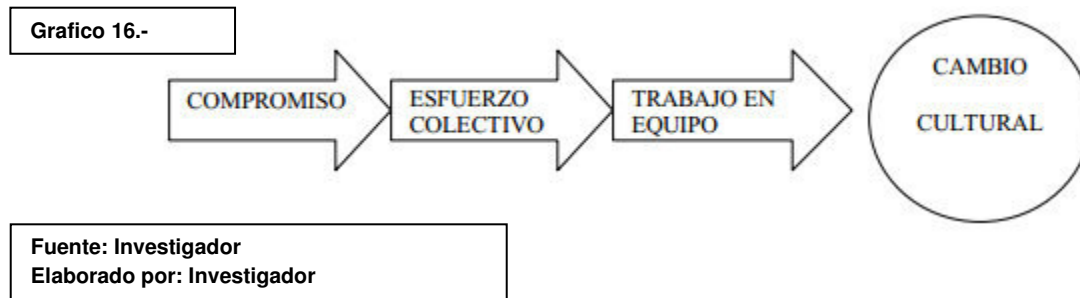 Grafico 16.-
COMPROMISO
ESFUERZO
COLECTIVO
TRABAJO EN
EQUIPO
CAMBIO
CULTURAL
Fuente: Investigador
Elaborado por: Investigador